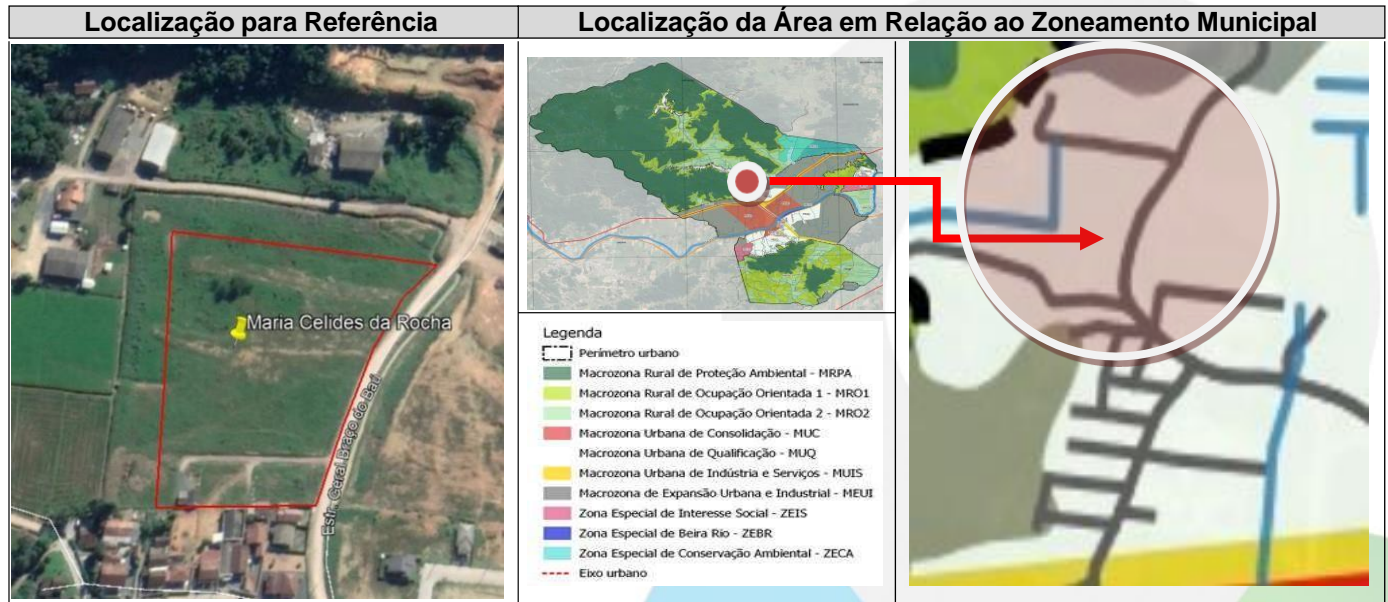 Localização para Referência
Localização da Área em Relação ao Zoneamento Municipal
Maria Celides da Rocha
Estr. Geral Braço do Baú
Legenda
Perímetro urbano
Macrozona Rural de Proteção Ambiental - MRPA
Macrozona Rural de Ocupação Orientada 1 - MRO1
Macrozona Rural de Ocupação Orientada 2 - MRO2
Macrozona Urbana de Consolidação - MUC
Macrozona Urbana de Qualificação - MUQ
Macrozona Urbana de Indústria e Serviços - MUIS
Macrozona de Expansão Urbana e Industrial - MEUI
Zona Especial de Interesse Social - ZEIS
Zona Especial de Beira Rio - ZEBR
Zona Especial de Conservação Ambiental - ZECA
Eixo urbano